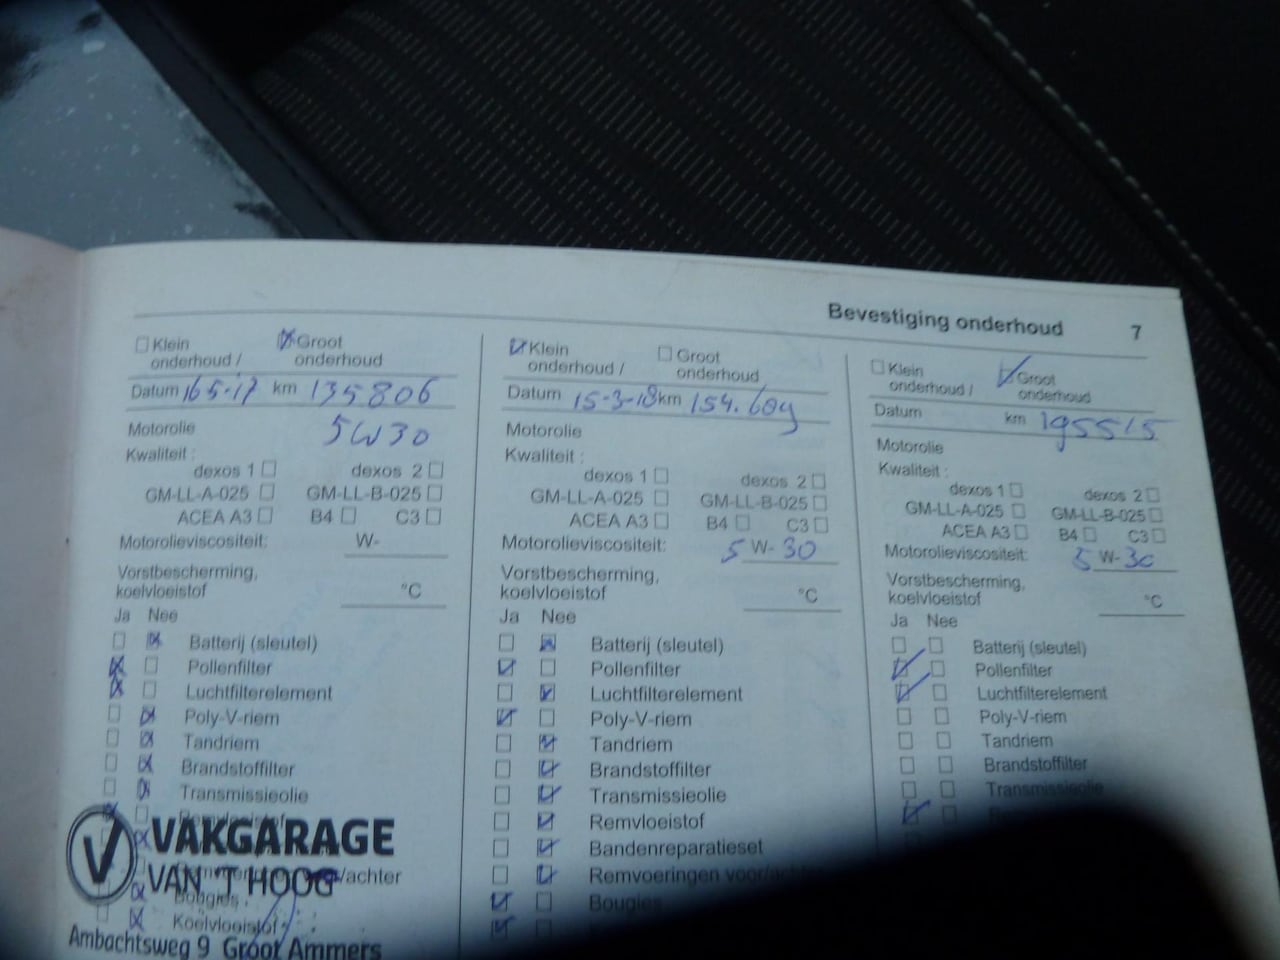 Bevestiging onderhoud 7
Klein
onderhoud /
Groot
onderhoud
Datum 16-5-17 km 135806
Motorolie 5W30
Kwaliteit :
dexos 1 dexos 2
GM-LL-A-025 GM-LL-B-025
ACEA A3 B4 C3
Motorolieviscositeit: W-
Vorstbescherming,
koelvloeistof °C
Ja Nee
Batterij (sleutel)
Pollenfilter
Luchtfilterelement
Poly-V-riem
Tandriem
Brandstoffilter
Transmissieolie
Remvloeistof
/achter
Bougies
Koelvloeistof
VAKGARAGE
VAN 'T HOOG
Ambachtsweg 9 Groot Ammers
Klein
onderhoud /
Groot
onderhoud
Datum 15-3-18 km 154.609
Motorolie
Kwaliteit :
dexos 1 dexos 2
GM-LL-A-025 GM-LL-B-025
ACEA A3 B4 C3
Motorolieviscositeit: 5 W- 30
Vorstbescherming,
koelvloeistof °C
Ja Nee
Batterij (sleutel)
Pollenfilter
Luchtfilterelement
Poly-V-riem
Tandriem
Brandstoffilter
Transmissieolie
Remvloeistof
Bandenreparatieset
Remvoeringen voor/
Bougies
Klein
onderhoud /
Groot
onderhoud
Datum km 195515
Motorolie
Kwaliteit :
dexos 1 dexos 2
GM-LL-A-025 GM-LL-B-025
ACEA A3 B4 C3
Motorolieviscositeit: 5 W- 30
Vorstbescherming,
koelvloeistof °C
Ja Nee
Batterij (sleutel)
Pollenfilter
Luchtfilterelement
Poly-V-riem
Tandriem
Brandstoffilter
Transmissieolie